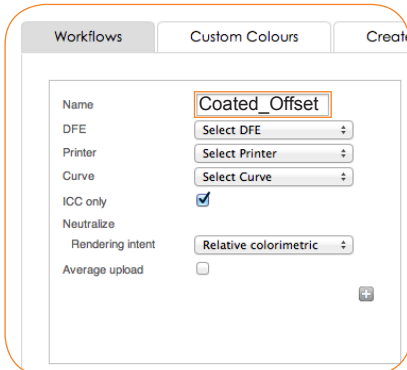 Workflows Custom Colours Create
Name Coated_Offset
DFE Select DFE
Printer Select Printer
Curve Select Curve
ICC only
Neutralize
Rendering intent Relative colorimetric
Average upload